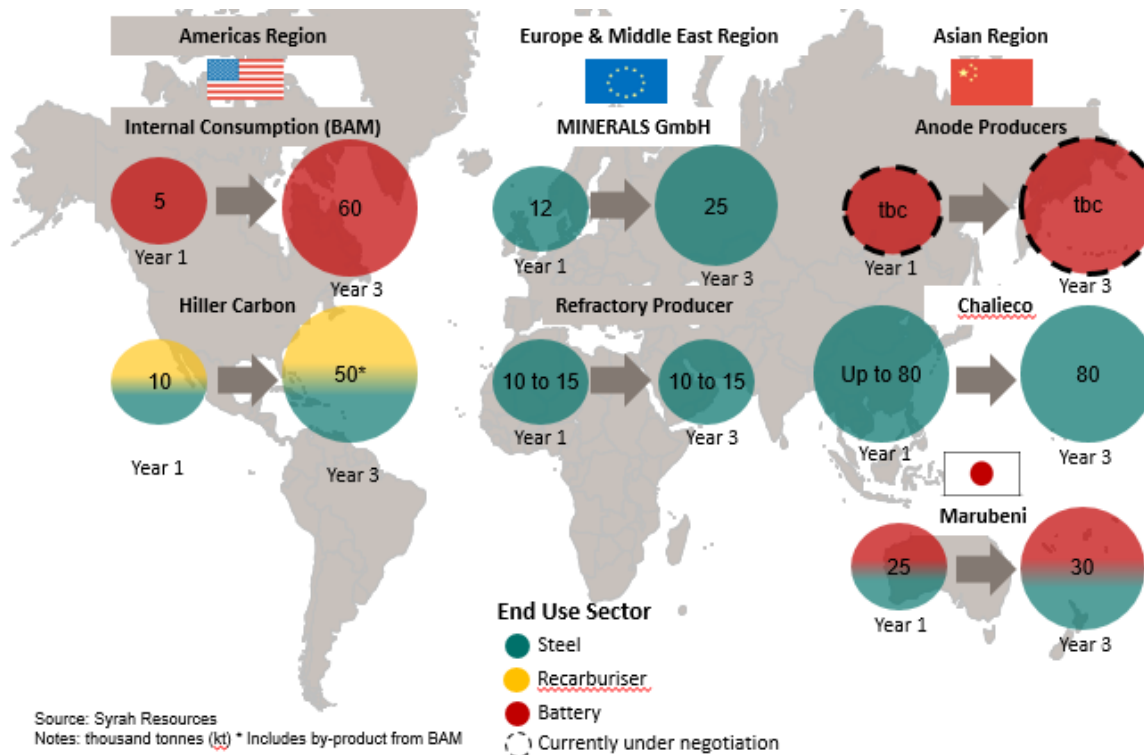 Americas Region
Internal Consumption (BAM)
5
60
Year 1
Year 3
Hiller Carbon
10
50*
Year 1
Year 3
Europe & Middle East Region
MINERALS GmbH
12
25
Year 1
Year 3
Refractory Producer
10 to 15
10 to 15
Year 1
Year 3
Asian Region
Anode Producers
tbc
tbc
Year 1
Year 3
Chalieco
Up to 80
80
Year 1
Year 3
Marubeni
25
30
Year 1
Year 3
End Use Sector
Steel
Recarburiser
Battery
Currently under negotiation
Source: Syrah Resources
Notes: thousand tonnes (kt) * Includes by-product from BAM